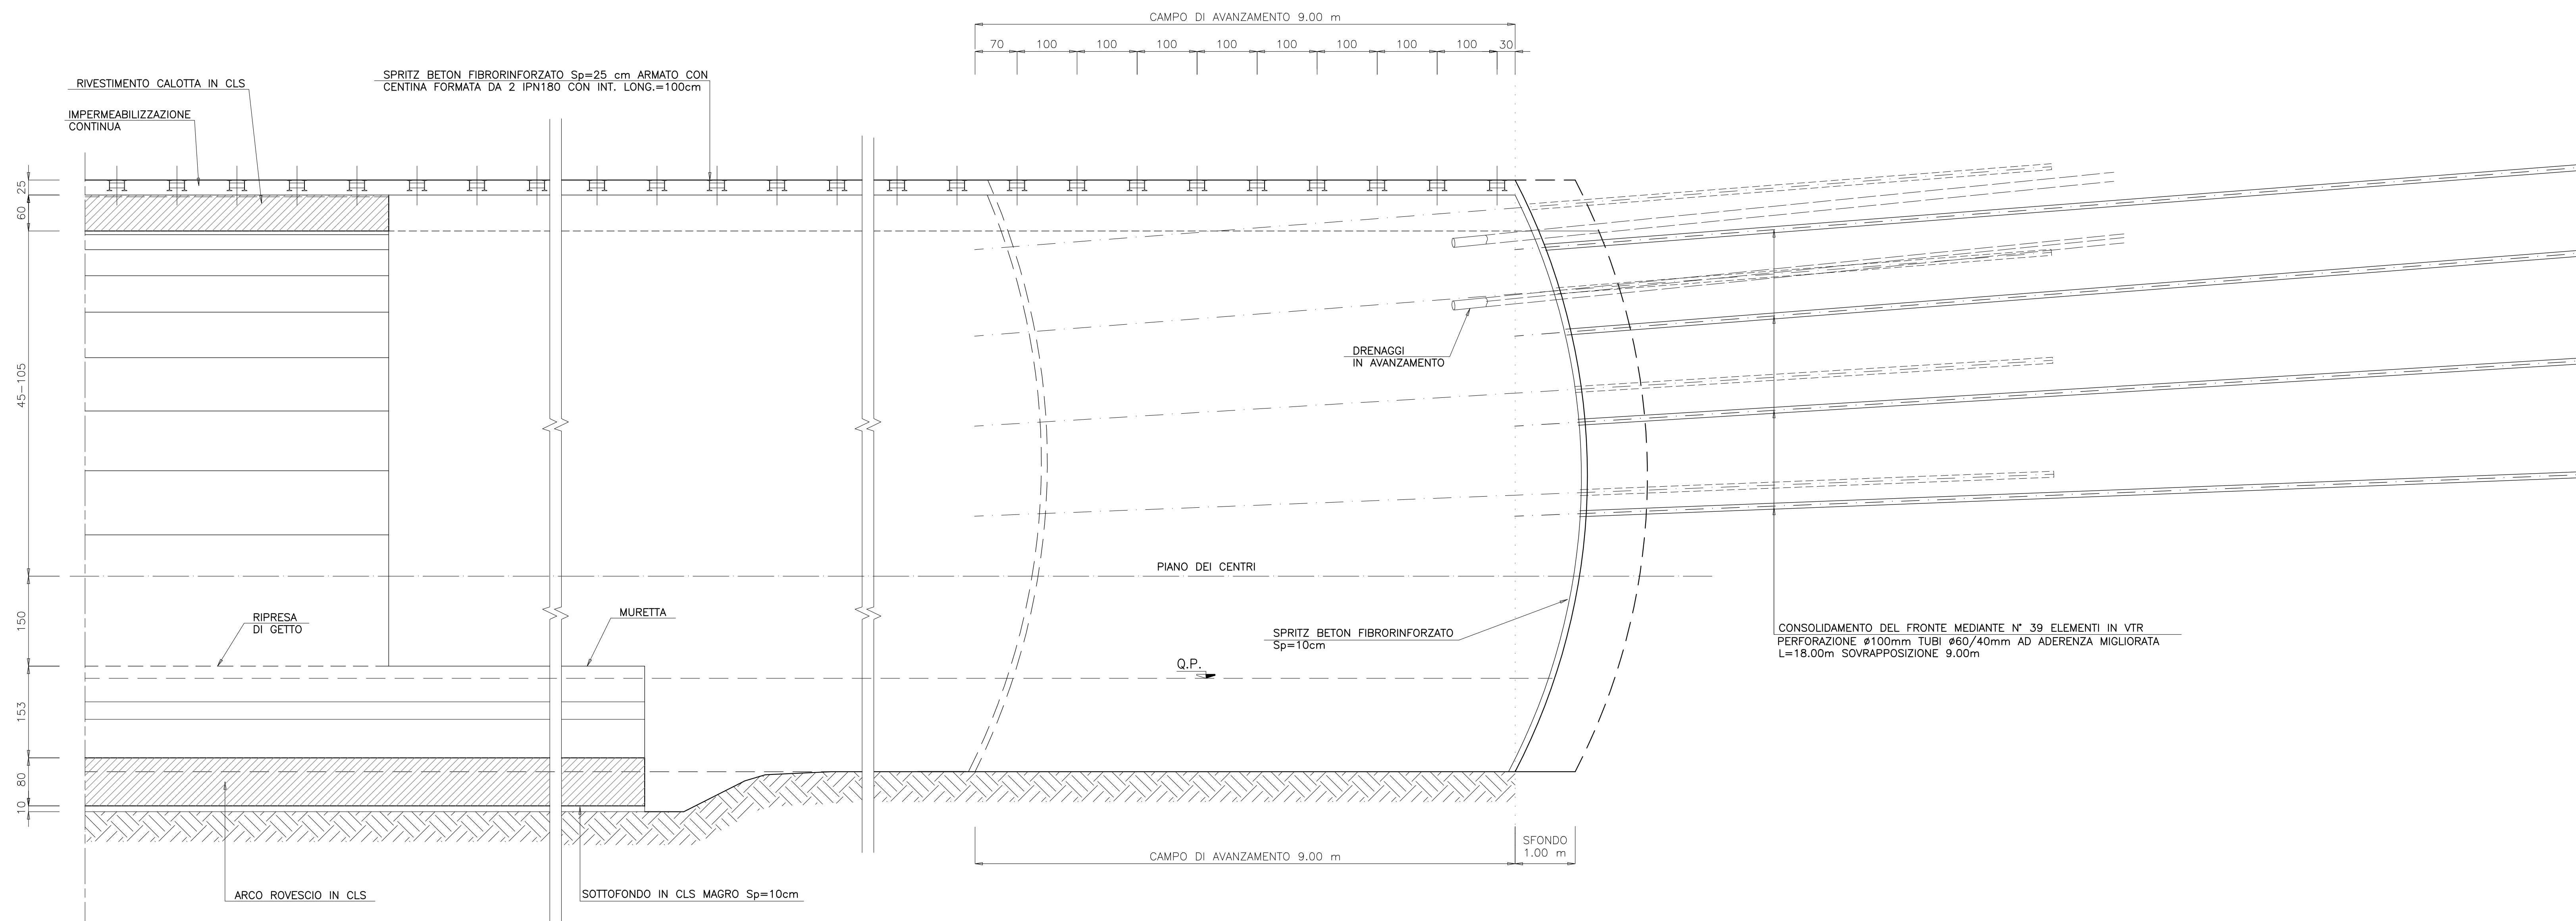 CAMPO DI AVANZAMENTO 9.00 m
70 100 100 100 100 100 100 100 100 30
SPRITZ BETON FIBRORINFORZATO Sp=25 cm ARMATO CON
CENTINA FORMATA DA 2 IPN180 CON INT. LONG.=100cm
RIVESTIMENTO CALOTTA IN CLS
IMPERMEABILIZZAZIONE
CONTINUA
25
60
45-105
150
153
80
10
DRENAGGI
IN AVANZAMENTO
PIANO DEI CENTRI
RIPRESA
DI GETTO
MURETTA
SPRITZ BETON FIBRORINFORZATO
Sp=10cm
CONSOLIDAMENTO DEL FRONTE MEDIANTE N° 39 ELEMENTI IN VTR
PERFORAZIONE ø100mm TUBI ø60/40mm AD ADERENZA MIGLIORATA
L=18.00m SOVRAPPOSIZIONE 9.00m
Q.P.
SFONDO
1.00 m
CAMPO DI AVANZAMENTO 9.00 m
ARCO ROVESCIO IN CLS
SOTTOFONDO IN CLS MAGRO Sp=10cm